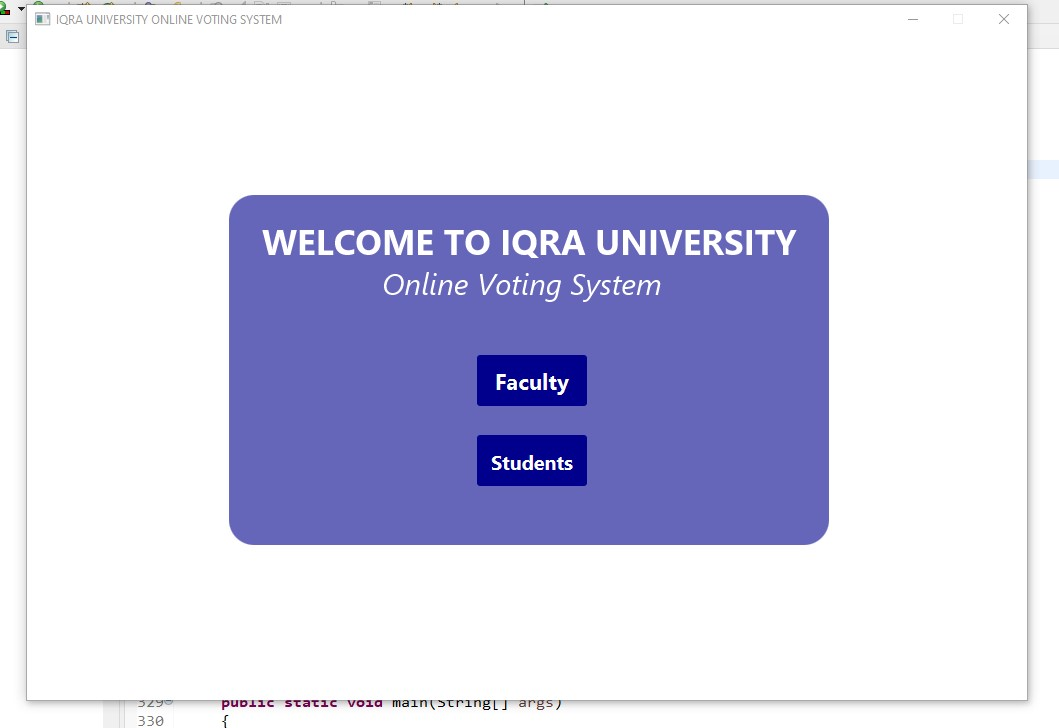 IQRA UNIVERSITY ONLINE VOTING SYSTEM
WELCOME TO IQRA UNIVERSITY
Online Voting System
Faculty
Students
329
public static void main(String[] args)
330
{